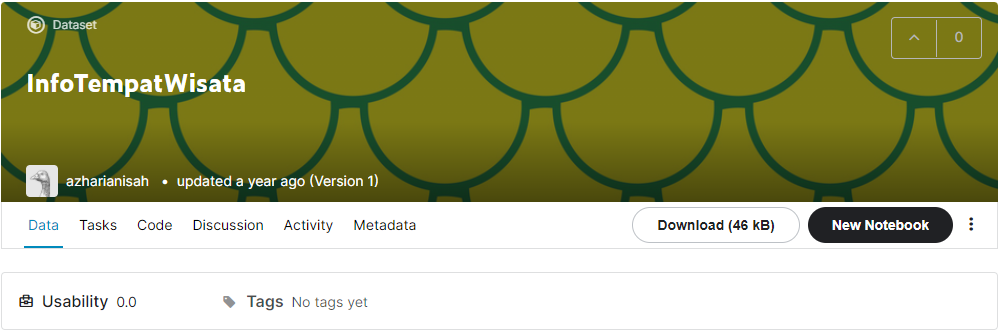 Dataset
0
InfoTempatWisata
azharianisah • updated a year ago (Version 1)
Data Tasks Code Discussion Activity Metadata Download (46 kB) New Notebook
Usability 0.0 Tags No tags yet